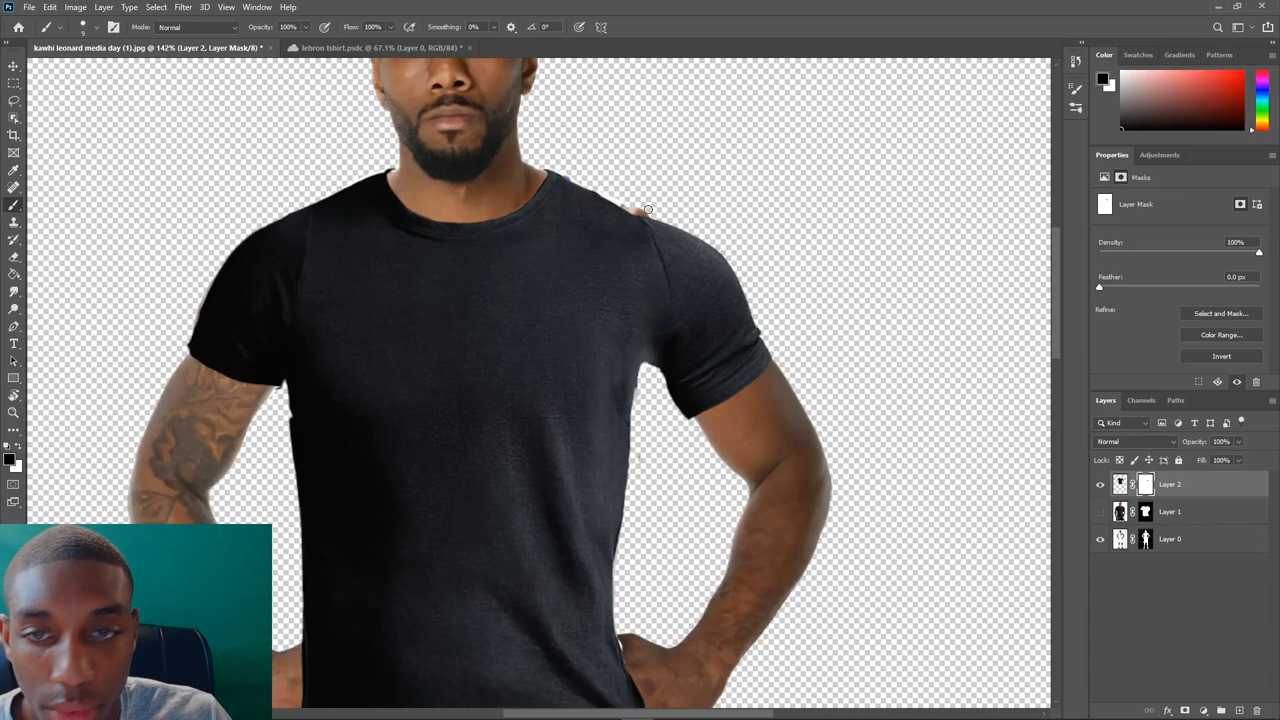 File Edit Image Layer Type Select Filter 3D View Window Help
9 Mode: Normal Opacity: 100% Flow: 100% Smoothing: 0% 0°
kawhi leonard media day (1).jpg @ 142% (Layer 2, Layer Mask/8) * × lebron tshirt.psdc @ 67.1% (Layer 0, RGB/8#) * ×
Color Swatches Gradients Patterns
Properties Adjustments
Masks
Layer Mask
Density: 100%
Feather: 0.0 px
Refine: Select and Mask...
Color Range...
Invert
Layers Channels Paths
Kind
Normal Opacity: 100%
Lock: Fill: 100%
Layer 2
Layer 1
Layer 0